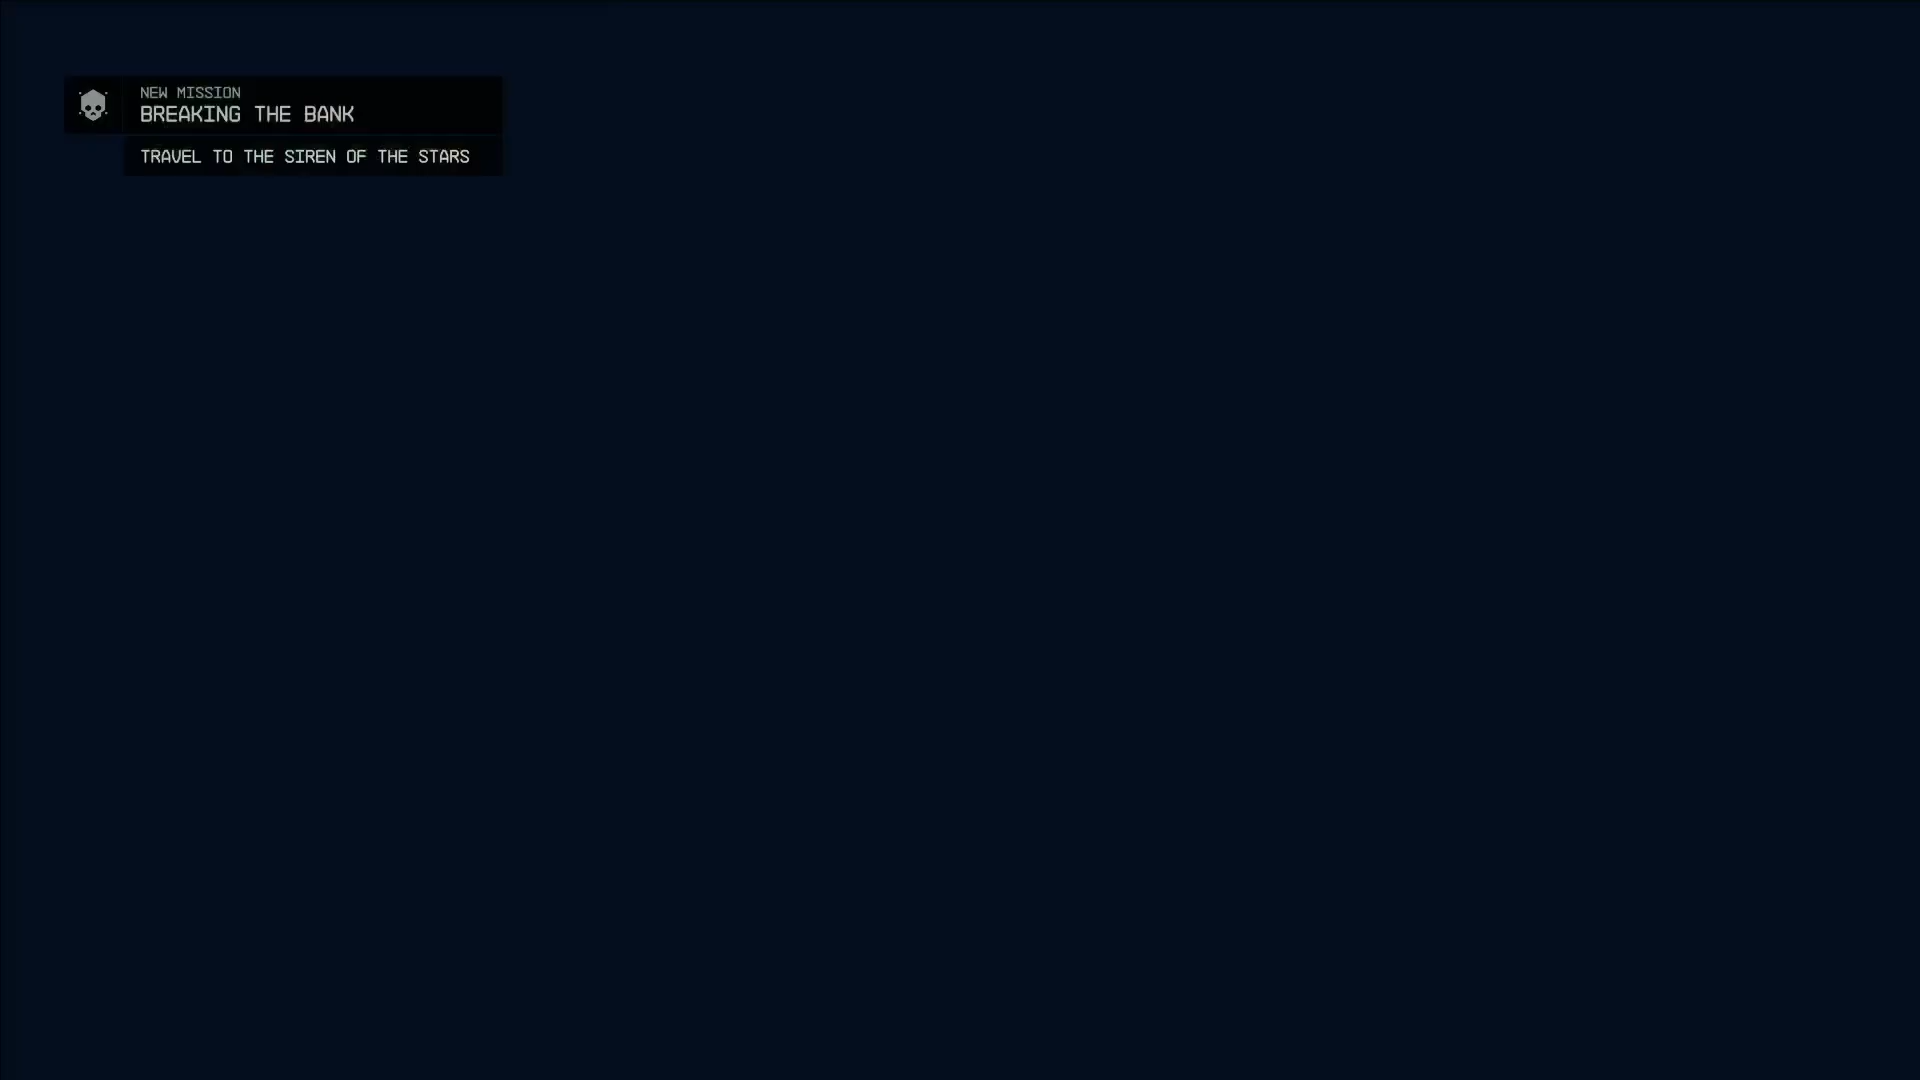 NEW MISSION
BREAKING THE BANK
TRAVEL TO THE SIREN OF THE STARS